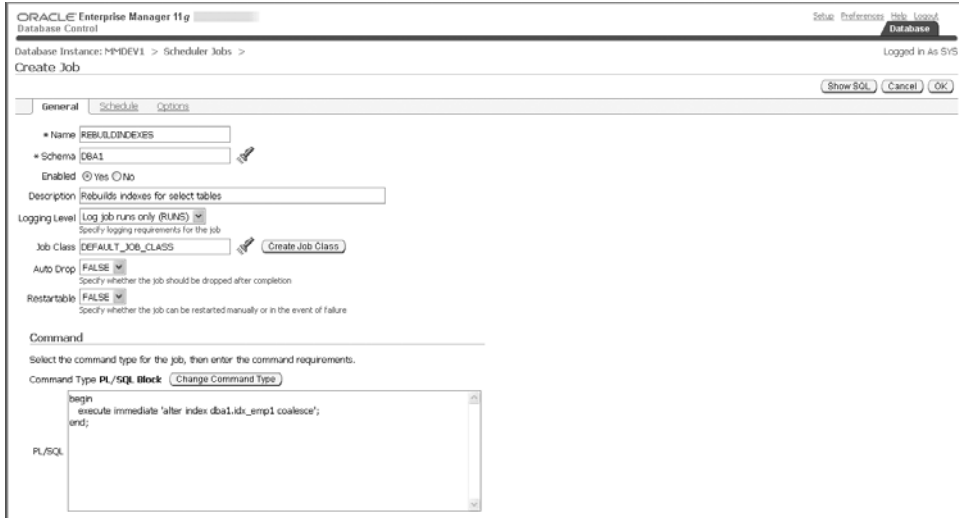 ORACLE Enterprise Manager 11g
Database Control
Setup Preferences Help Logout
Database
Database Instance: MMDEV1 > Scheduler Jobs >
Logged in As SYS
Create Job
Show SQL Cancel OK
General Schedule Options
* Name REBUILDINDEXES
* Schema DBA1
Enabled Yes No
Description Rebuilds indexes for select tables
Logging Level Log job runs only (RUNS)
Specify logging requirements for the job
Job Class DEFAULT_JOB_CLASS Create Job Class
Auto Drop FALSE
Specify whether the job should be dropped after completion
Restartable FALSE
Specify whether the job can be restarted manually or in the event of failure
Command
Select the command type for the job, then enter the command requirements.
Command Type PL/SQL Block Change Command Type
begin
execute immediate 'alter index dba1.idx_emp1 coalesce';
end;
PL/SQL